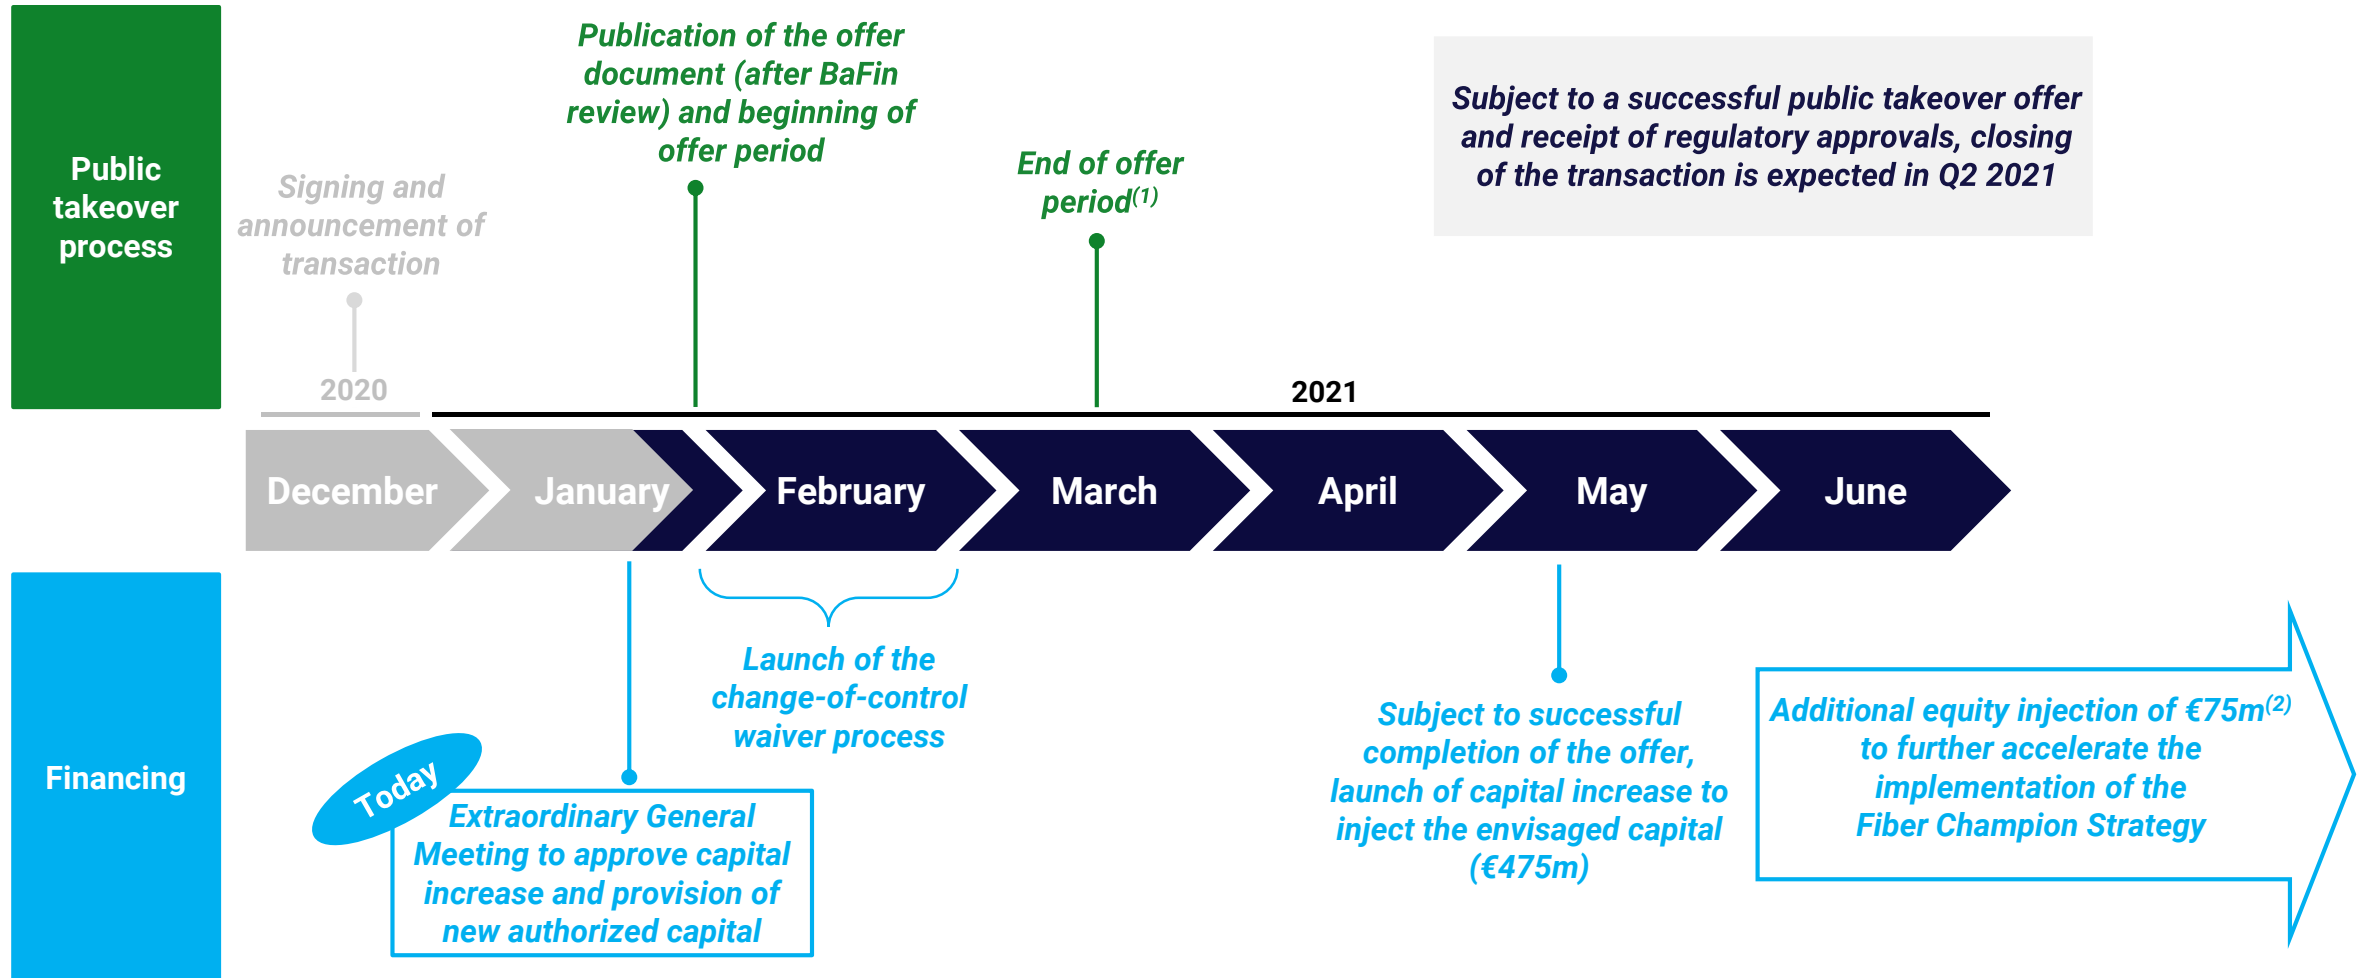 Public
takeover
process
Signing and
announcement of
transaction
Publication of the offer
document (after BaFin
review) and beginning of
offer period
End of offer
period(1)
Subject to a successful public takeover offer
and receipt of regulatory approvals, closing
of the transaction is expected in Q2 2021
2020
2021
December
January
February
March
April
May
June
Financing
Today
Extraordinary General
Meeting to approve capital
increase and provision of
new authorized capital
Launch of the
change-of-control
waiver process
Subject to successful
completion of the offer,
launch of capital increase to
inject the envisaged capital
(€475m)
Additional equity injection of €75m(2)
to further accelerate the
implementation of the
Fiber Champion Strategy